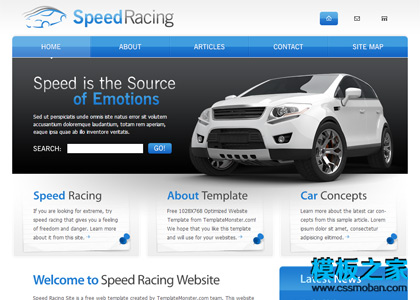 SpeedRacing
HOME ABOUT ARTICLES CONTACT SITE MAP
Speed is the Source
of Emotions
Sed ut perspiciatis unde omnis iste natus error sit voluptem
accusantium doloremque laudantium, totam rem aperiam,
eaque ipsa quae ab illo inventore veritatis.
SEARCH: GO!
Speed Racing
If you are looking for extreme, try
speed racing that gives you a feeling
of freedom and danger. Learn more
about it from this site.
About Template
Free 1028X768 Optimized Website
Template from TemplateMonster.com!
We hope that you like this template
and will use for your websites.
Car Concepts
Learn more about the latest car con-
cepts from the sample article. Lorem
ipsum dolor sit amet, consectetur
adipiscing elitmod.
Welcome to Speed Racing Website
Latest News
Speed Racing Site is a free web template created by TemplateMonster.com team. This website
模板之家
www.cssmoban.com